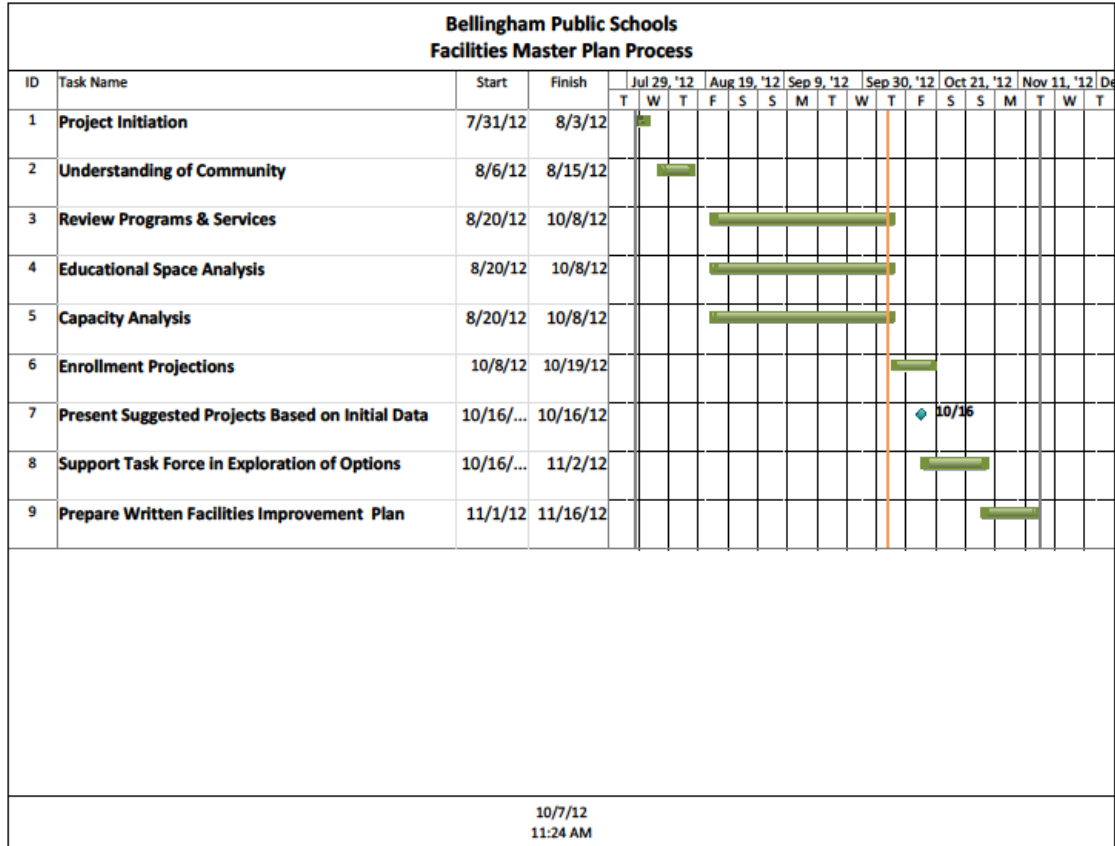 Bellingham Public Schools
Facilities Master Plan Process
ID Task Name Start Finish Jul 29, '12 Aug 19, '12 Sep 9, '12 Sep 30, '12 Oct 21, '12 Nov 11, '12 De
T W T F S S M T W T F S S M T W T
1 Project Initiation 7/31/12 8/3/12
2 Understanding of Community 8/6/12 8/15/12
3 Review Programs & Services 8/20/12 10/8/12
4 Educational Space Analysis 8/20/12 10/8/12
5 Capacity Analysis 8/20/12 10/8/12
6 Enrollment Projections 10/8/12 10/19/12
7 Present Suggested Projects Based on Initial Data 10/16/... 10/16/12 10/16
8 Support Task Force in Exploration of Options 10/16/... 11/2/12
9 Prepare Written Facilities Improvement Plan 11/1/12 11/16/12
10/7/12
11:24 AM